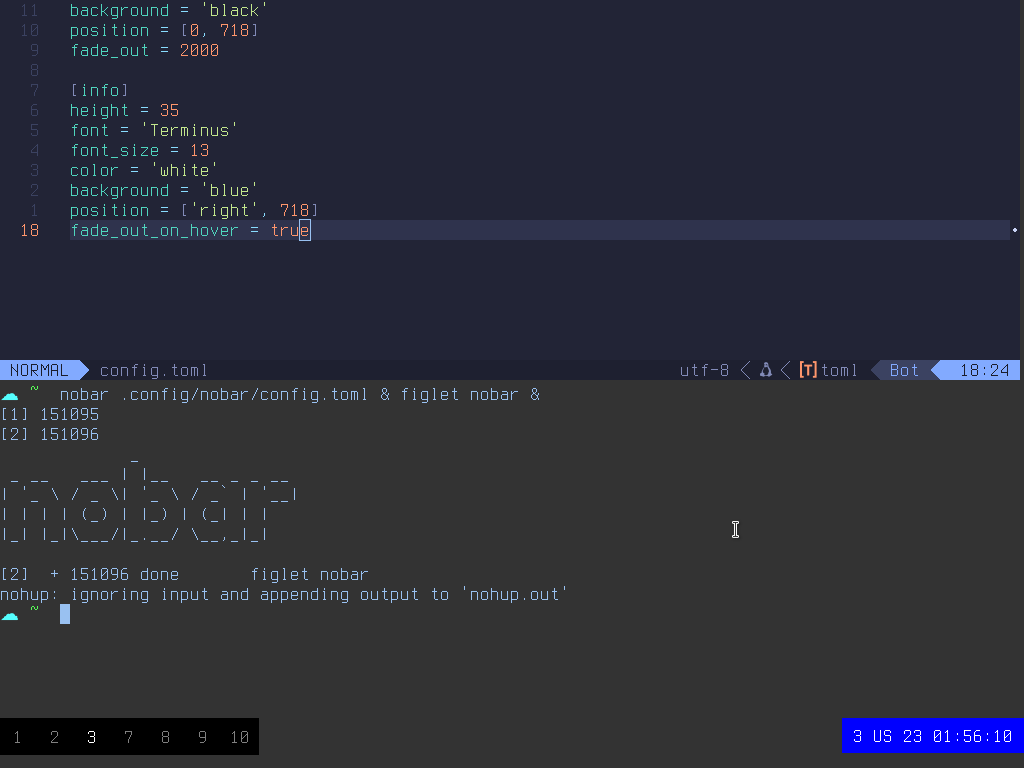 11 background = 'black'
10 position = [0, 718]
9 fade_out = 2000
8
7 [info]
6 height = 35
5 font = 'Terminus'
4 font_size = 13
3 color = 'white'
2 background = 'blue'
1 position = ['right', 718]
18 fade_out_on_hover = true
NORMAL config.toml utf-8 [T] toml Bot 18:24
~ nobar .config/nobar/config.toml & figlet nobar &
[1] 151095
[2] 151096
nobar
[2] + 151096 done figlet nobar
nohup: ignoring input and appending output to 'nohup.out'
~
1 2 3 7 8 9 10
3 US 23 01:56:10